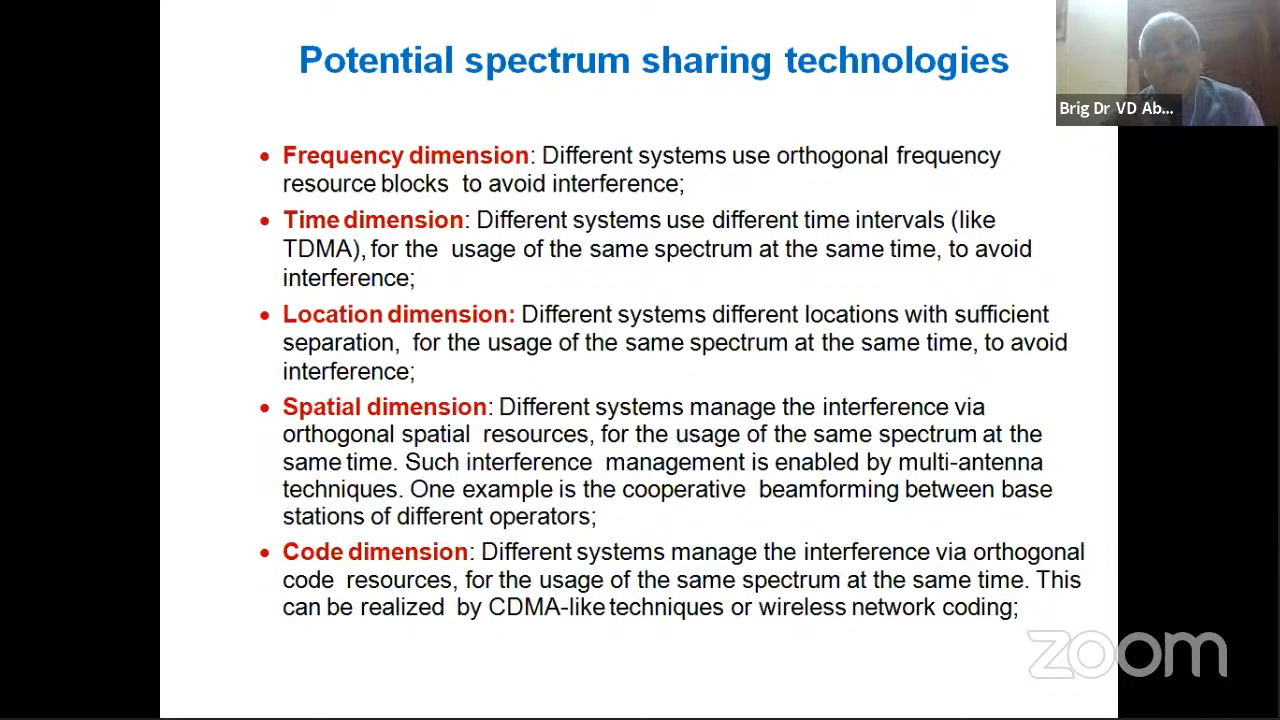 Potential spectrum sharing technologies
Brig Dr VD Ab...
• Frequency dimension: Different systems use orthogonal frequency
resource blocks to avoid interference;
• Time dimension: Different systems use different time intervals (like
TDMA), for the usage of the same spectrum at the same time, to avoid
interference;
• Location dimension: Different systems different locations with sufficient
separation, for the usage of the same spectrum at the same time, to avoid
interference;
• Spatial dimension: Different systems manage the interference via
orthogonal spatial resources, for the usage of the same spectrum at the
same time. Such interference management is enabled by multi-antenna
techniques. One example is the cooperative beamforming between base
stations of different operators;
• Code dimension: Different systems manage the interference via orthogonal
code resources, for the usage of the same spectrum at the same time. This
can be realized by CDMA-like techniques or wireless network coding;
zoom